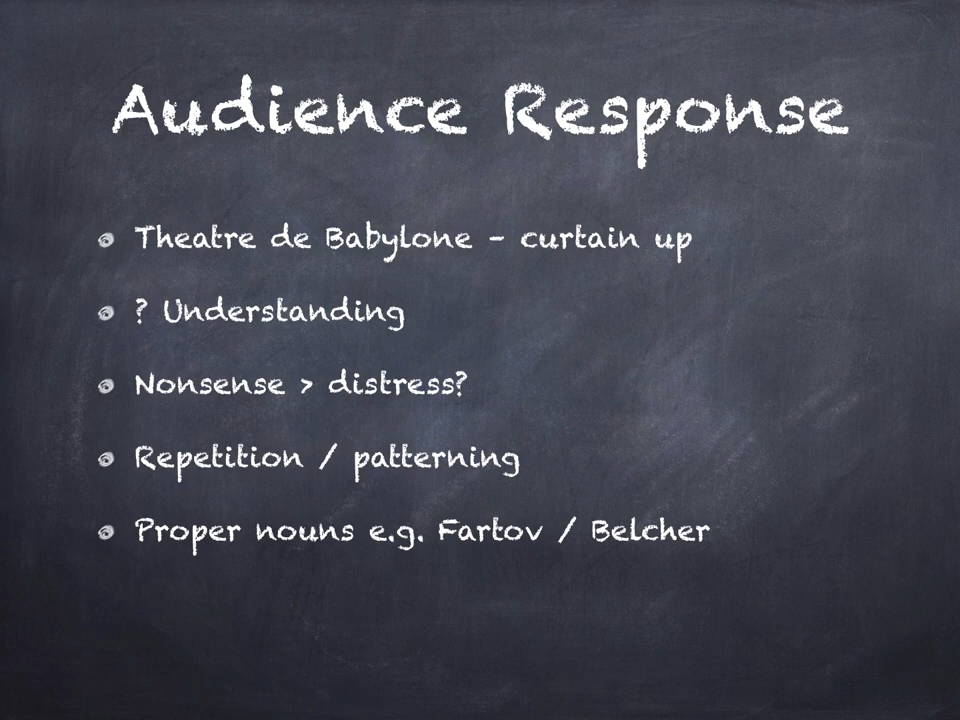 Audience Response
Theatre de Babylone - curtain up
? Understanding
Nonsense > distress?
Repetition / patterning
Proper nouns e.g. Fartov / Belcher